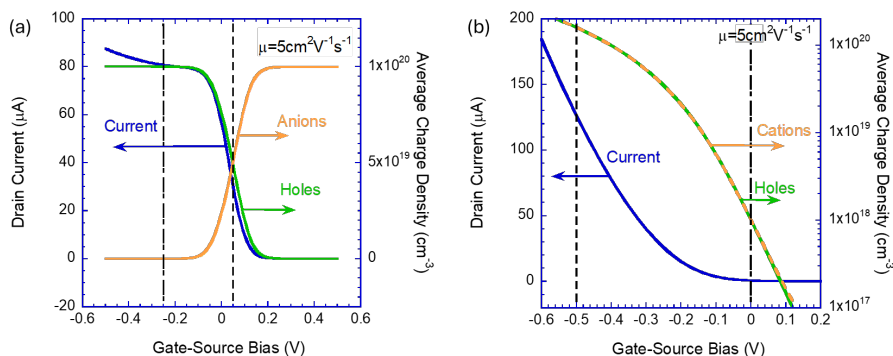 (a)
μ=5cm²V⁻¹s⁻¹
Drain Current (μA)
100
80
60
40
20
0
-20
Current
Anions
Holes
1x10²⁰
5x10¹⁹
0
Average Charge Density (cm⁻³)
-0.6 -0.4 -0.2 0 0.2 0.4 0.6
Gate-Source Bias (V)
(b)
μ=5cm²V⁻¹s⁻¹
Drain Current (μA)
200
150
100
50
0
Current
Cations
Holes
1x10²⁰
1x10¹⁹
1x10¹⁸
1x10¹⁷
Average Charge Density (cm⁻³)
-0.6 -0.5 -0.4 -0.3 -0.2 -0.1 0 0.1 0.2
Gate-Source Bias (V)